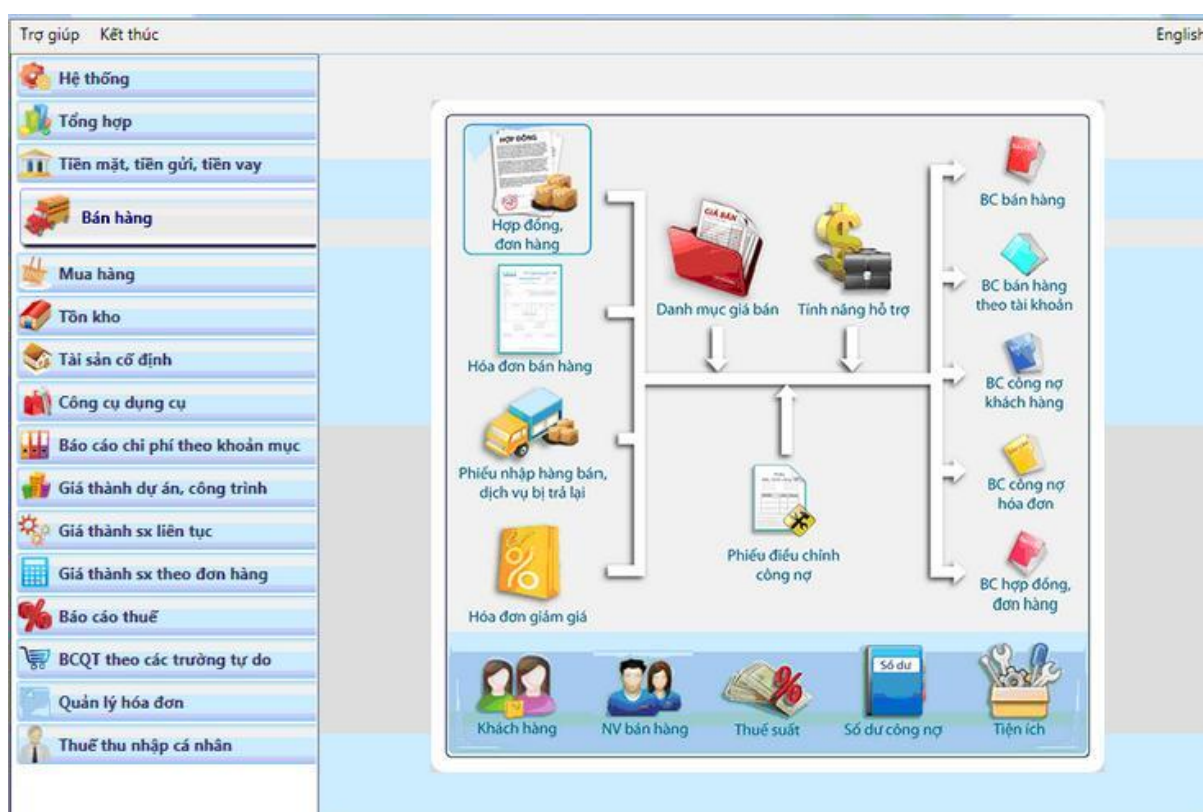 Trợ giúp Kết thúc English
Hệ thống
Tổng hợp
Tiền mặt, tiền gửi, tiền vay
Bán hàng
Mua hàng
Tồn kho
Tài sản cố định
Công cụ dụng cụ
Báo cáo chi phí theo khoản mục
Giá thành dự án, công trình
Giá thành sx liên tục
Giá thành sx theo đơn hàng
Báo cáo thuế
BCQT theo các trường tự do
Quản lý hóa đơn
Thuế thu nhập cá nhân
HỢP ĐỒNG
Hợp đồng,
đơn hàng
Hóa đơn bán hàng
Phiếu nhập hàng bán,
dịch vụ bị trả lại
Hóa đơn giảm giá
GIÁ BÁN
Danh mục giá bán
Tính năng hỗ trợ
Phiếu điều chỉnh
công nợ
BC bán hàng
BC bán hàng
theo tài khoản
BC công nợ
khách hàng
BC công nợ
hóa đơn
BC hợp đồng,
đơn hàng
Khách hàng
NV bán hàng
Thuế suất
Số dư
Số dư công nợ
Tiện ích